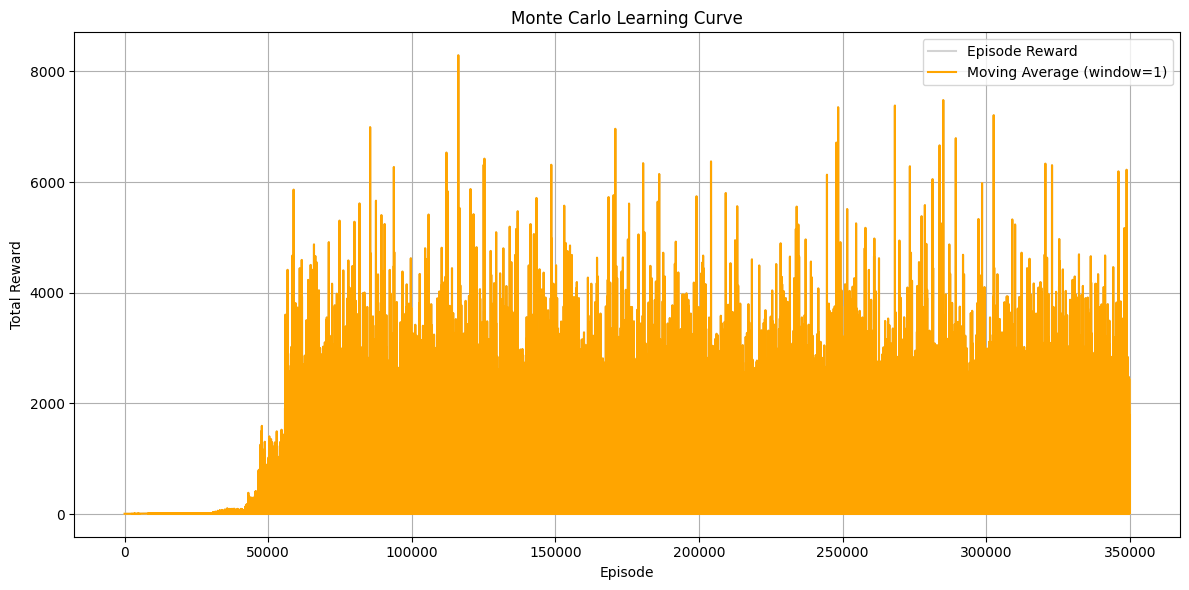 Monte Carlo Learning Curve
Episode Reward
Moving Average (window=1)
8000
6000
4000
2000
0
Total Reward
0 50000 100000 150000 200000 250000 300000 350000
Episode